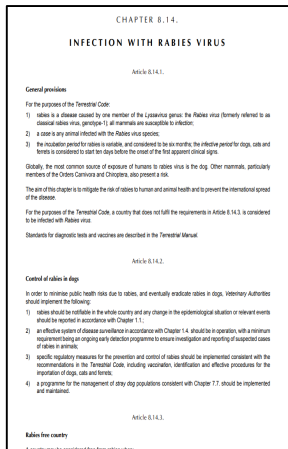 CHAPTER 8.14.
INFECTION WITH RABIES VIRUS
Article 8.14.1.
General provisions
For the purposes of the Terrestrial Code:
1) rabies is a disease caused by one member of the Lyssavirus genus: the Rabies virus (formerly referred to as
classical rabies virus, genotype-1); all mammals are susceptible to infection;
2) a case is any animal infected with the Rabies virus species;
3) the incubation period for rabies is variable, and considered to be six months; the infective period for dogs, cats and
ferrets is considered to start ten days before the onset of the first apparent clinical signs.
Globally, the most common source of exposure of humans to rabies virus is the dog. Other mammals, particularly
members of the Orders Carnivora and Chiroptera, also present a risk.
The aim of this chapter is to mitigate the risk of rabies to human and animal health and to prevent the international spread
of the disease.
For the purposes of the Terrestrial Code, a country that does not fulfil the requirements in Article 8.14.3. is considered
to be infected with Rabies virus.
Standards for diagnostic tests and vaccines are described in the Terrestrial Manual.
Article 8.14.2.
Control of rabies in dogs
In order to minimise public health risks due to rabies, and eventually eradicate rabies in dogs, Veterinary Authorities
should implement the following:
1) rabies should be notifiable in the whole country and any change in the epidemiological situation or relevant events
should be reported in accordance with Chapter 1.1.;
2) an effective system of disease surveillance in accordance with Chapter 1.4. should be in operation, with a minimum
requirement being an ongoing early detection programme to ensure investigation and reporting of suspected cases
of rabies in animals;
3) specific regulatory measures for the prevention and control of rabies should be implemented consistent with the
recommendations in the Terrestrial Code, including vaccination, identification and effective procedures for the
importation of dogs, cats and ferrets;
4) a programme for the management of stray dog populations consistent with Chapter 7.7. should be implemented
and maintained.
Article 8.14.3.
Rabies free country